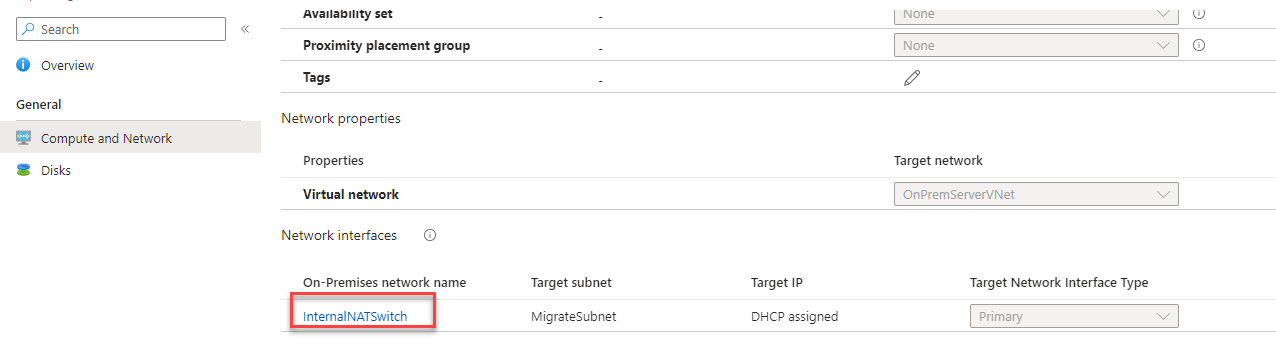 Search
Overview
General
Compute and Network
Disks
Availability set - None
Proximity placement group - None
Tags -
Network properties
Properties Target network
Virtual network OnPremServerVNet
Network interfaces
On-Premises network name Target subnet Target IP Target Network Interface Type
InternalNATSwitch MigrateSubnet DHCP assigned Primary